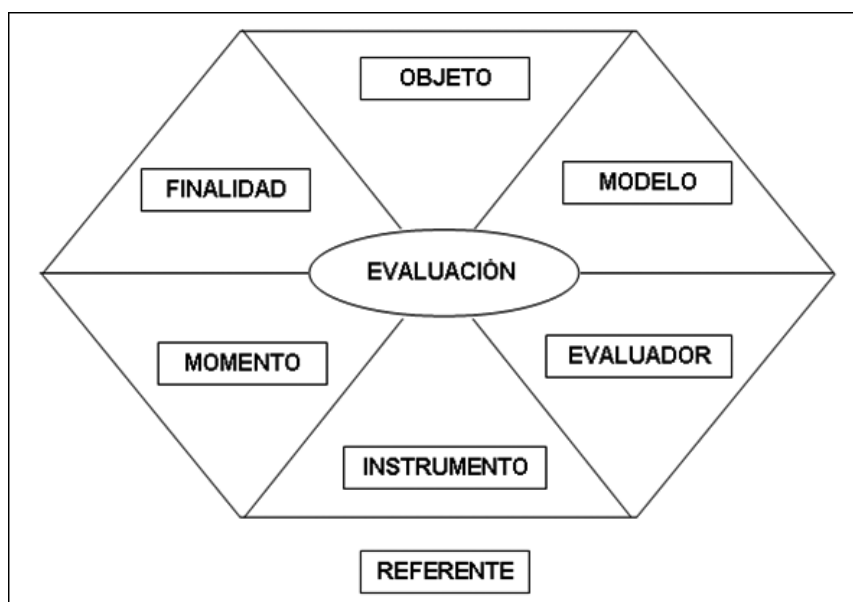 OBJETO
FINALIDAD
MODELO
EVALUACIÓN
MOMENTO
EVALUADOR
INSTRUMENTO
REFERENTE